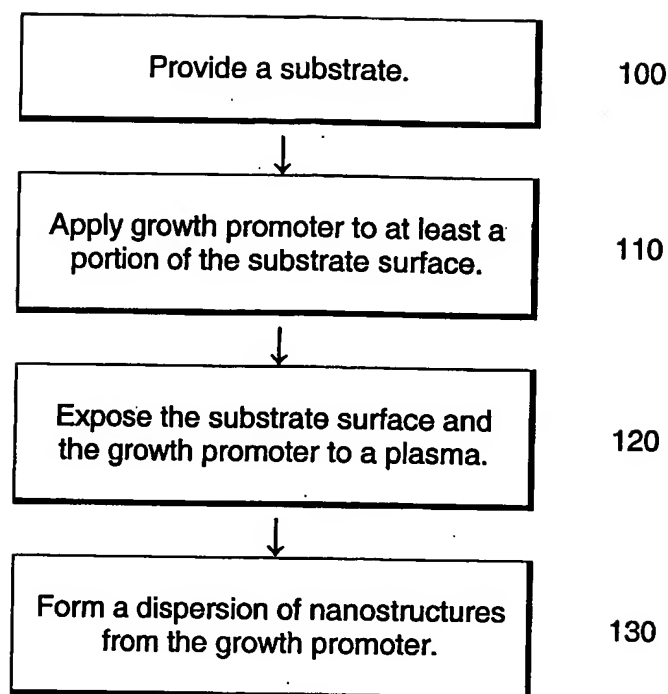 Provide a substrate.
100
Apply growth promoter to at least a
portion of the substrate surface.
110
Expose the substrate surface and
the growth promoter to a plasma.
120
Form a dispersion of nanostructures
from the growth promoter.
130